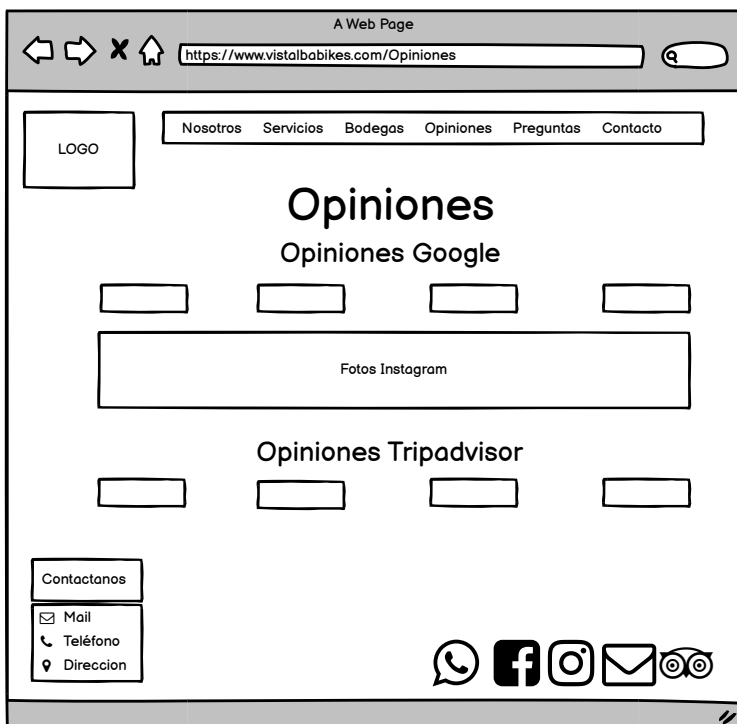 A Web Page
https://www.vistalbabikes.com/Opiniones
LOGO
Nosotros Servicios Bodegas Opiniones Preguntas Contacto
Opiniones
Opiniones Google
Fotos Instagram
Opiniones Tripadvisor
Contactanos
Mail
Teléfono
Direccion